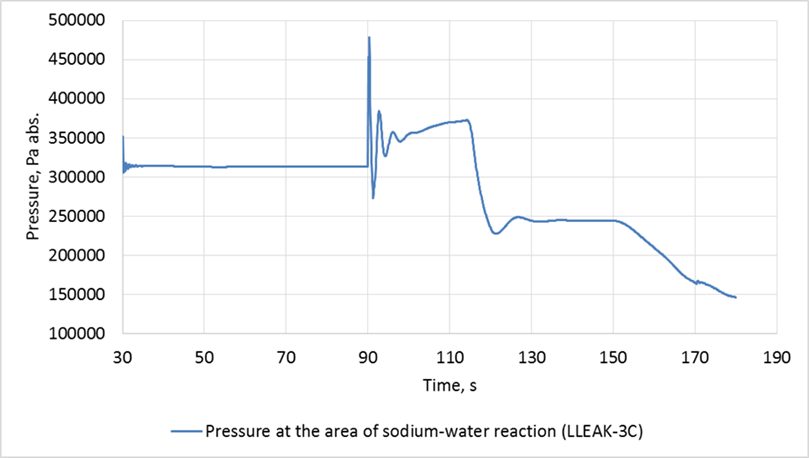 500000
450000
400000
350000
300000
250000
200000
150000
100000
Pressure, Pa abs.
30 50 70 90 110 130 150 170 190
Time, s
Pressure at the area of sodium-water reaction (LLEAK-3C)